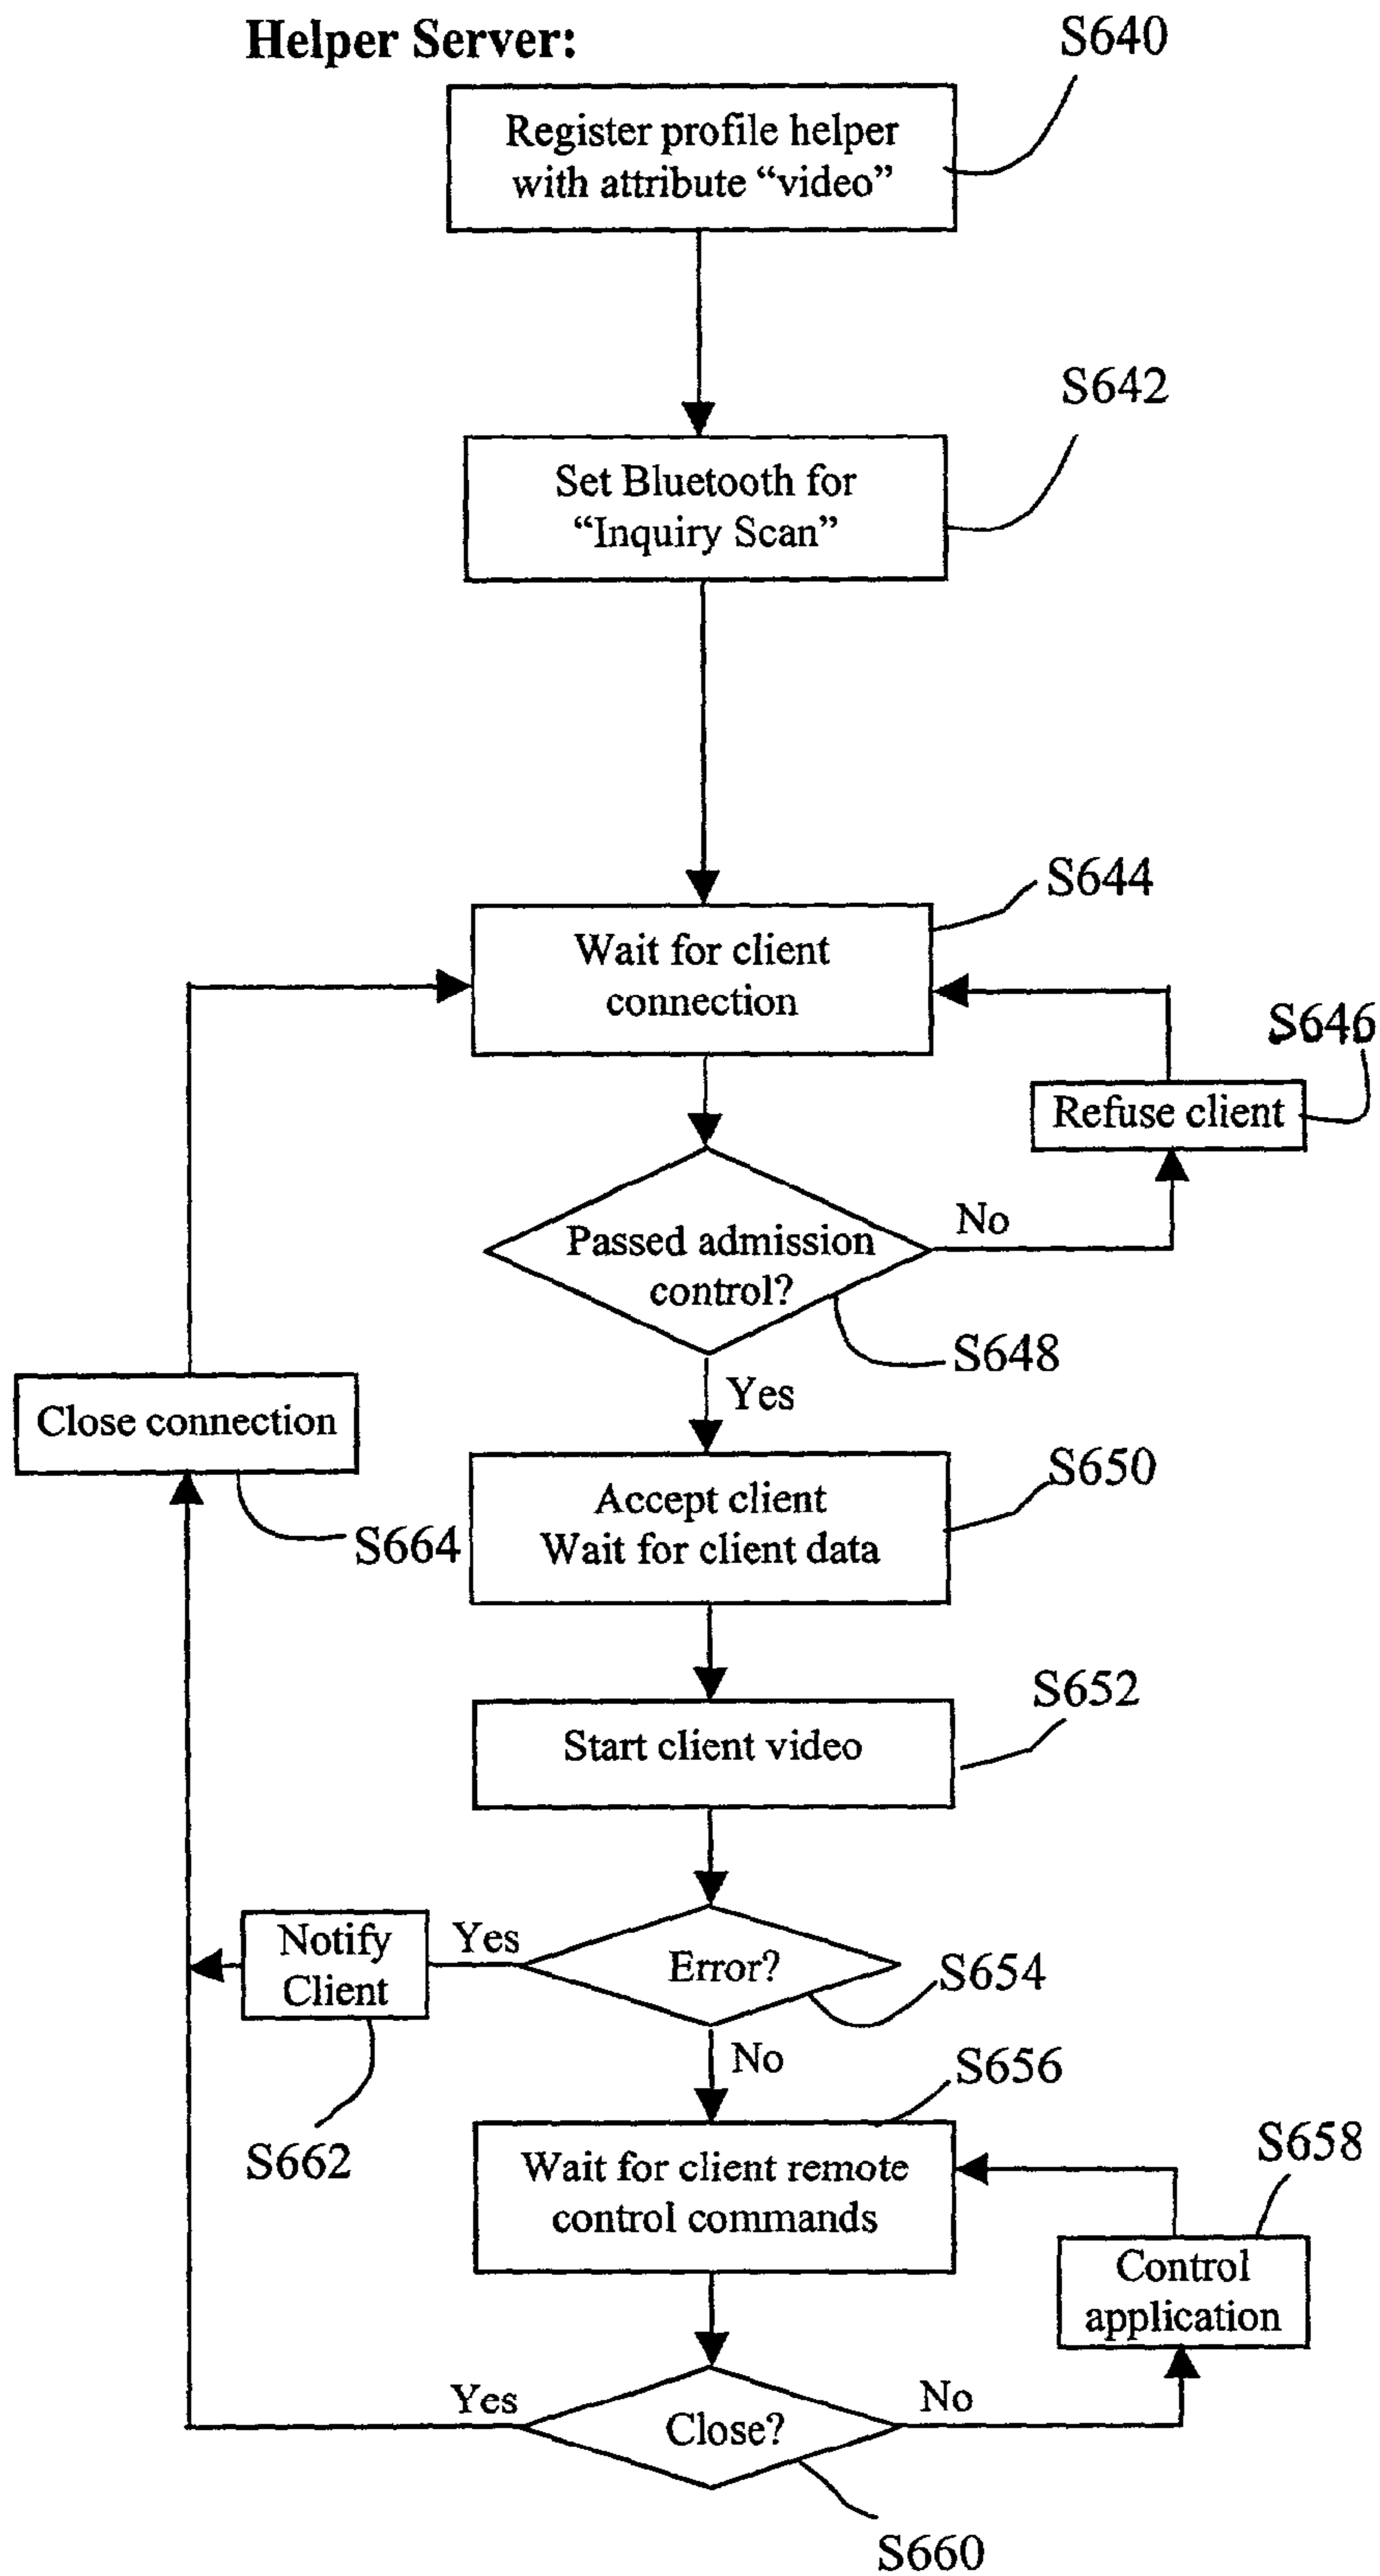 Helper Server:
S640
Register profile helper
with attribute “video”
S642
Set Bluetooth for
“Inquiry Scan”
S644
Wait for client
connection
S646
Refuse client
No
Passed admission
control?
S648
Yes
Close connection
S664
S650
Accept client
Wait for client data
S652
Start client video
Notify
Client
Yes
Error?
S654
No
S662
S656
Wait for client remote
control commands
S658
Control
application
Yes
Close?
No
S660